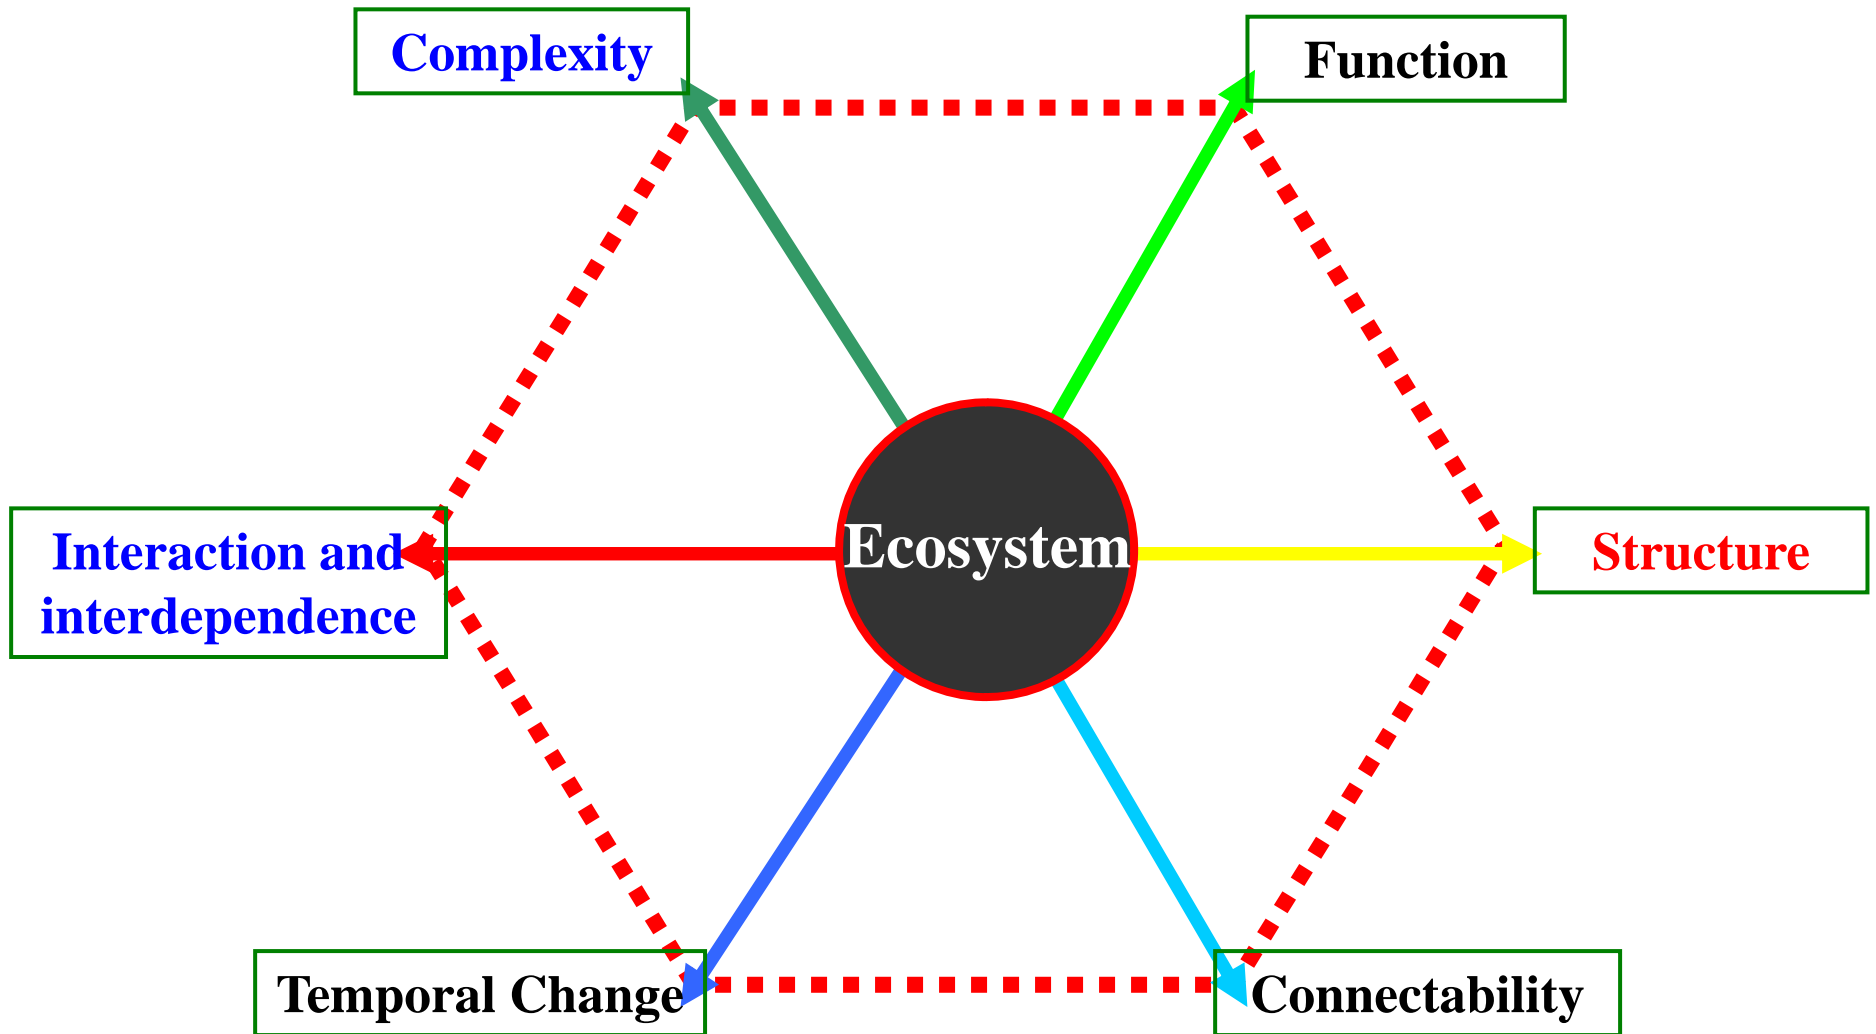 Complexity
Function
Interaction and
interdependence
Ecosystem
Structure
Temporal Change
Connectability